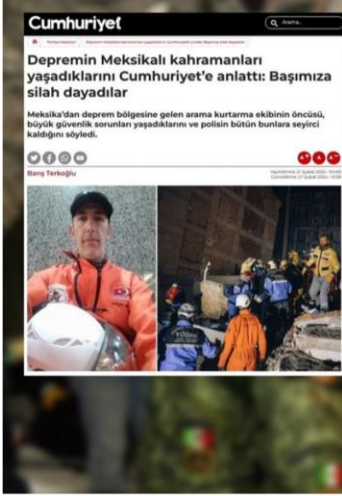 Cumhuriyet
Arama..
Depremin Meksikalı kahramanları
yaşadıklarını Cumhuriyet'e anlattı: Başımıza
silah dayadılar
Meksika'dan deprem bölgesine gelen arama kurtarma ekibinin öncüsü,
büyük güvenlik sorunları yaşadıklarını ve polisin bütün bunlara seyirci
kaldığını söyledi.
Barış Terkoğlu